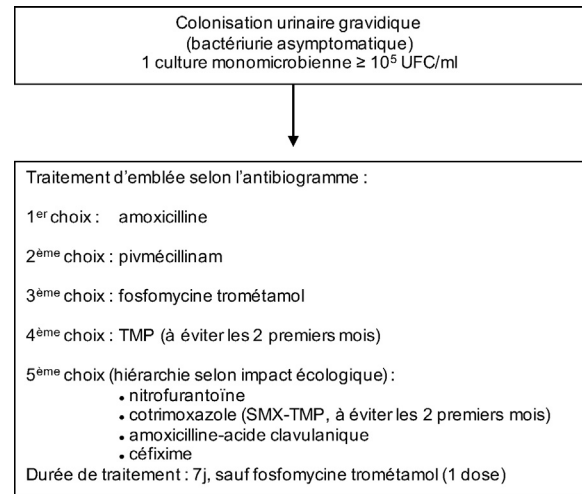 Colonisation urinaire gravidique
(bactériurie asymptomatique)
1 culture monomicrobienne ≥ 10⁵ UFC/ml
Traitement d'emblée selon l'antibiogramme :
1er choix : amoxicilline
2ème choix : pivmécillinam
3ème choix : fosfomycine trométamol
4ème choix : TMP (à éviter les 2 premiers mois)
5ème choix (hiérarchie selon impact écologique) :
• nitrofurantoïne
• cotrimoxazole (SMX-TMP, à éviter les 2 premiers mois)
• amoxicilline-acide clavulanique
• céfixime
Durée de traitement : 7j, sauf fosfomycine trométamol (1 dose)